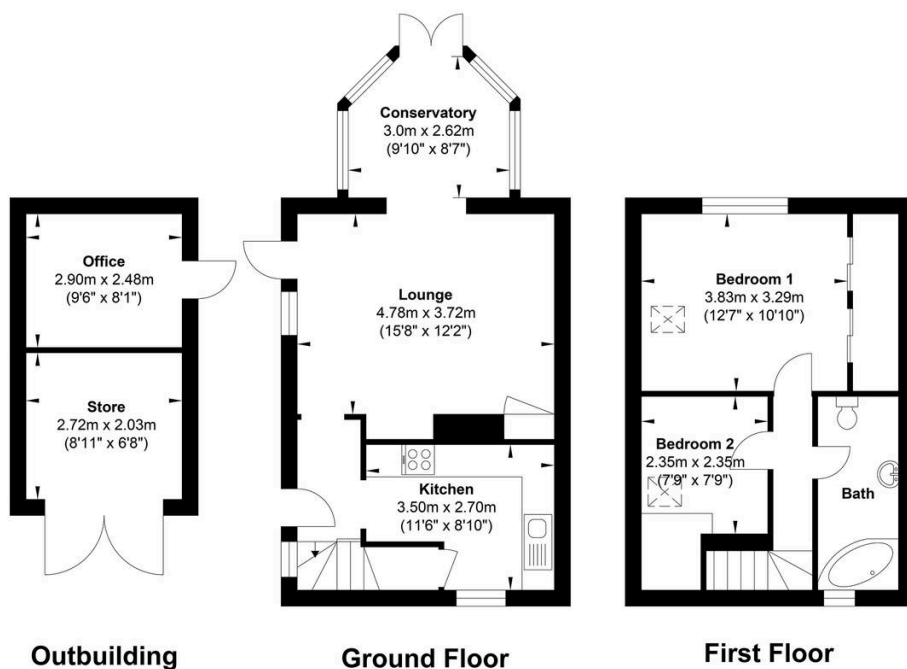 Conservatory
3.0m x 2.62m
(9'10" x 8'7")
Office
2.90m x 2.48m
(9'6" x 8'1")
Store
2.72m x 2.03m
(8'11" x 6'8")
Lounge
4.78m x 3.72m
(15'8" x 12'2")
Kitchen
3.50m x 2.70m
(11'6" x 8'10")
Bedroom 1
3.83m x 3.29m
(12'7" x 10'10")
Bedroom 2
2.35m x 2.35m
(7'9" x 7'9")
Bath
Outbuilding
Ground Floor
First Floor